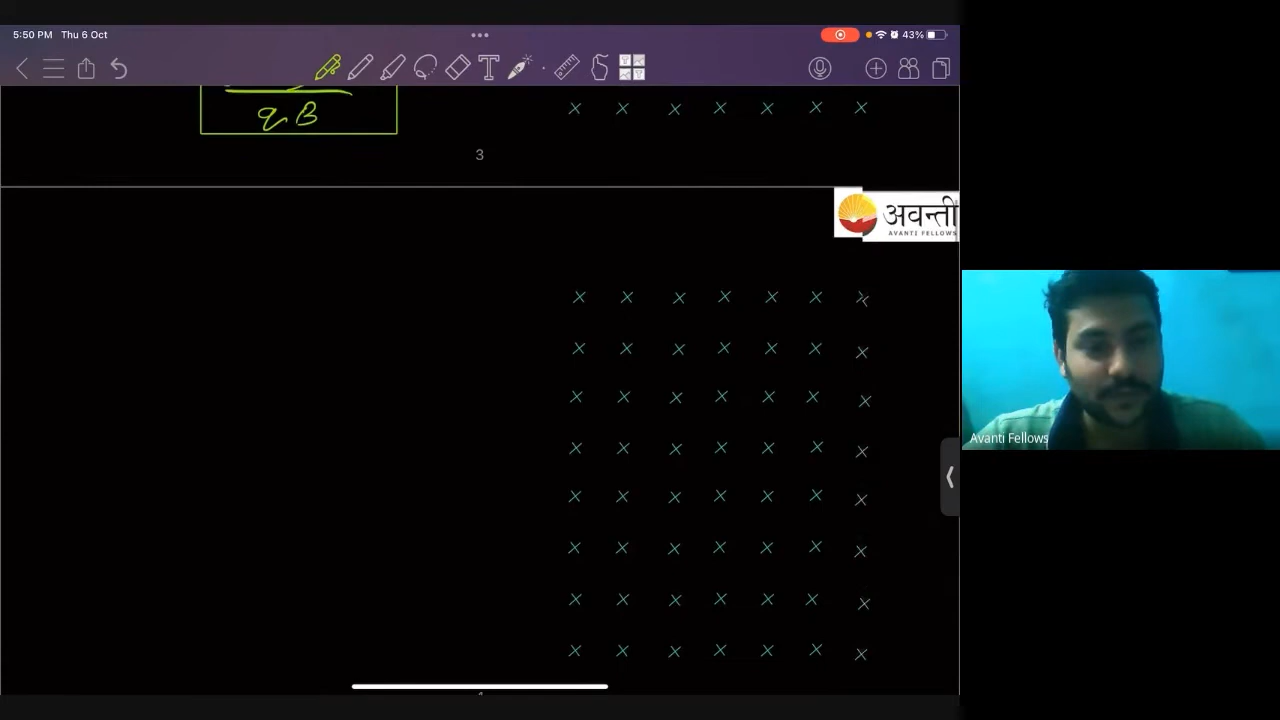 5:50 PM Thu 6 Oct
43%
qB
× × × × × × ×
3
अवन्ती
AVANTI FELLOWS
× × × × × × ×
× × × × × × ×
× × × × × × ×
× × × × × × ×
Avanti Fellows
× × × × × × ×
× × × × × × ×
× × × × × × ×
× × × × × × ×